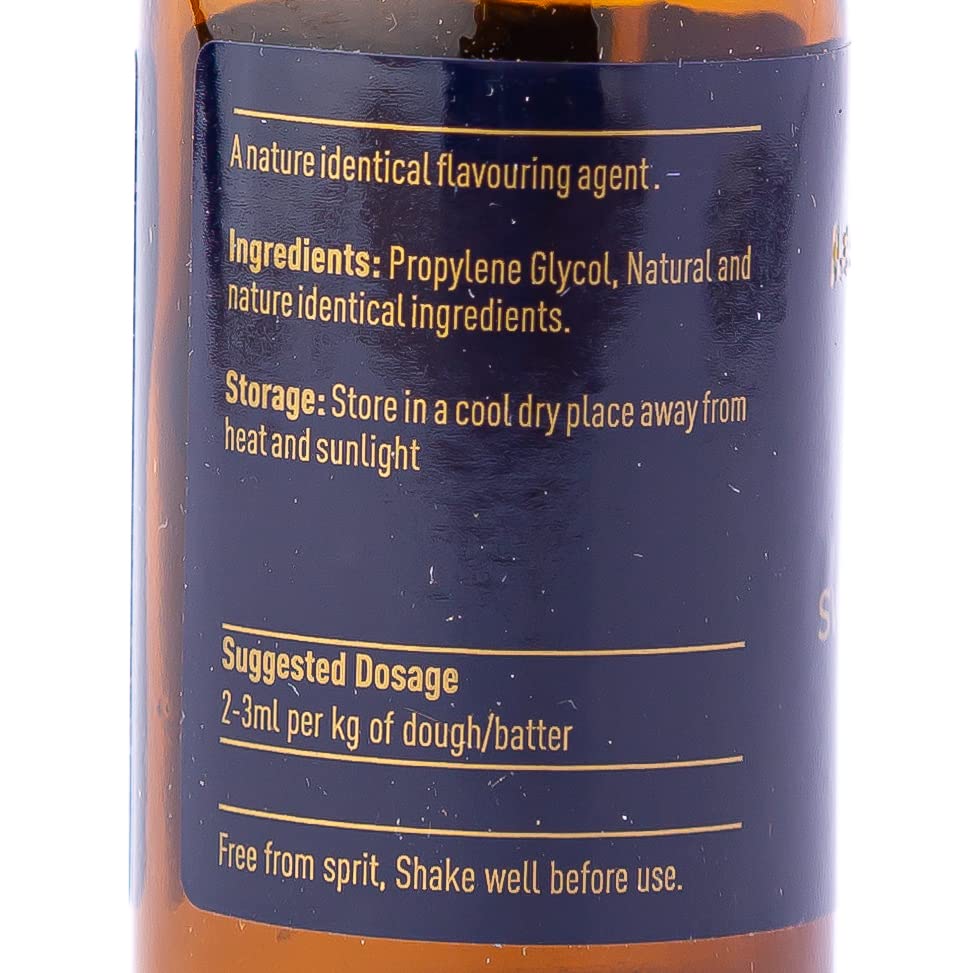 A nature identical flavouring agent.
Ingredients: Propylene Glycol, Natural and
nature identical ingredients.
Storage: Store in a cool dry place away from
heat and sunlight
Suggested Dosage
2-3ml per kg of dough/batter
Free from sprit, Shake well before use.